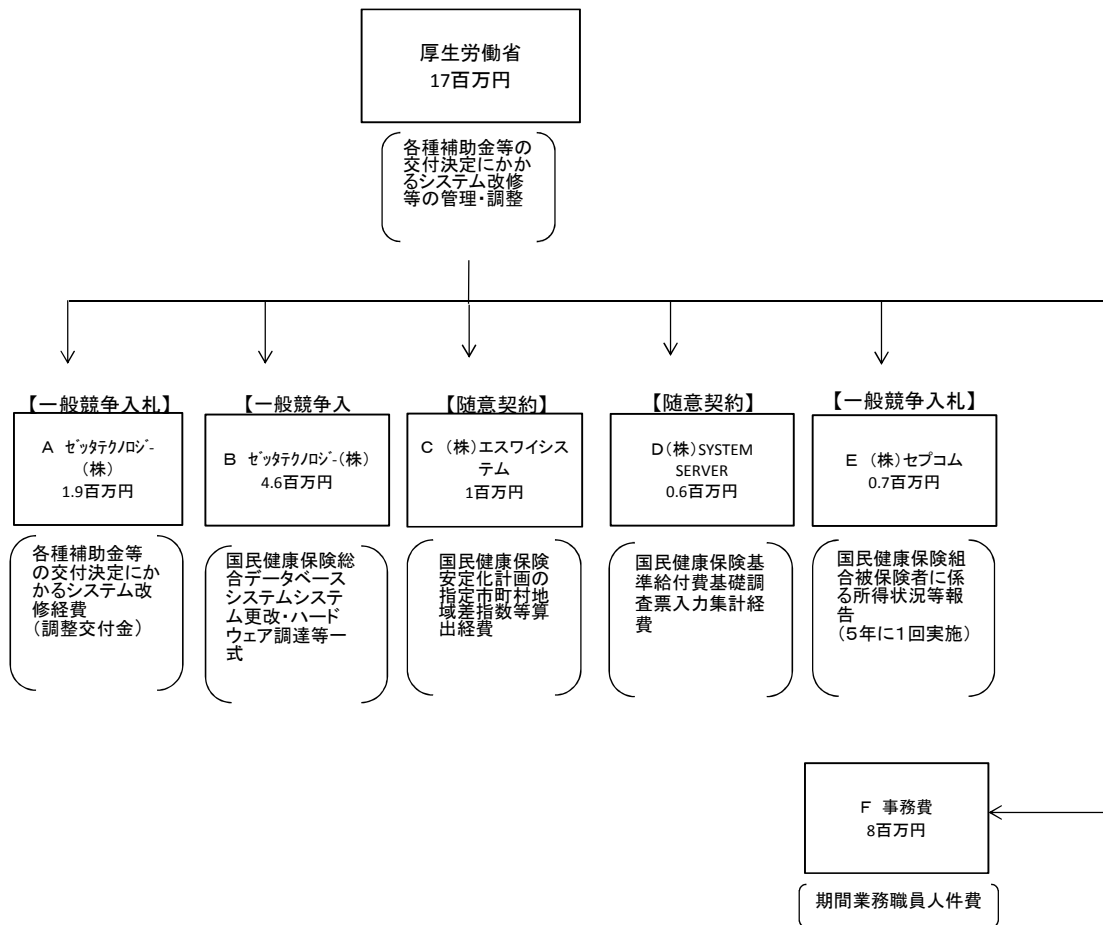 厚生労働省
17百万円
各種補助金等の
交付決定にかか
るシステム改修
等の管理・調整
【一般競争入札】
A ｾﾞｯﾀﾃｸﾉﾛｼﾞｰ
(株)
1.9百万円
各種補助金等
の交付決定にか
かるシステム改
修経費
(調整交付金)
【一般競争入
B ｾﾞｯﾀﾃｸﾉﾛｼﾞｰ(株)
4.6百万円
国民健康保険総
合データベース
システムシステ
ム更改・ハード
ウェア調達等一
式
【随意契約】
C (株)エスワイシス
テム
1百万円
国民健康保険
安定化計画の
指定市町村地
域差指数等算
出経費
【随意契約】
D(株)SYSTEM
SERVER
0.6百万円
国民健康保険基
準給付費基礎調
査票入力集計経
費
【一般競争入札】
E (株)セプコム
0.7百万円
国民健康保険組
合被保険者に係
る所得状況等報
告
(5年に1回実施)
F 事務費
8百万円
期間業務職員人件費